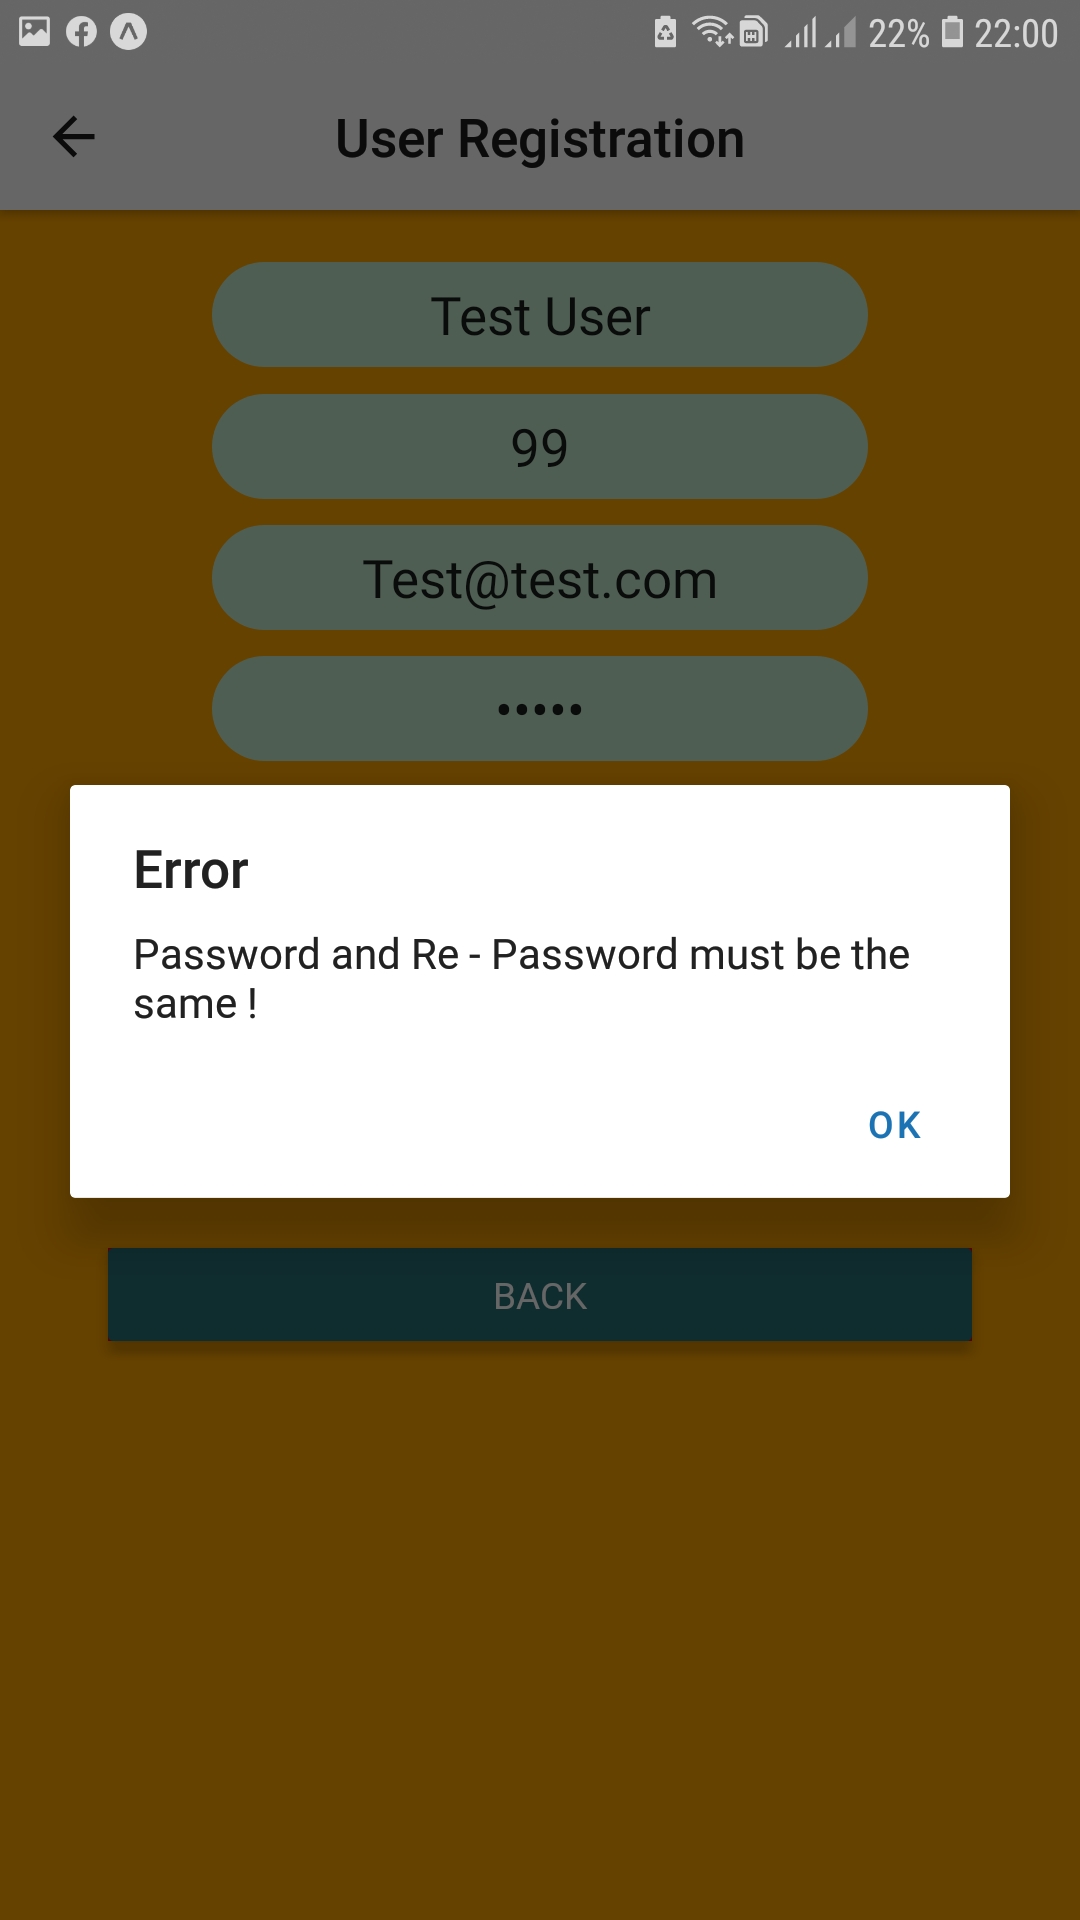 22% 22:00
User Registration
Test User
99
Test@test.com
•••••
Error
Password and Re - Password must be the
same !
OK
BACK